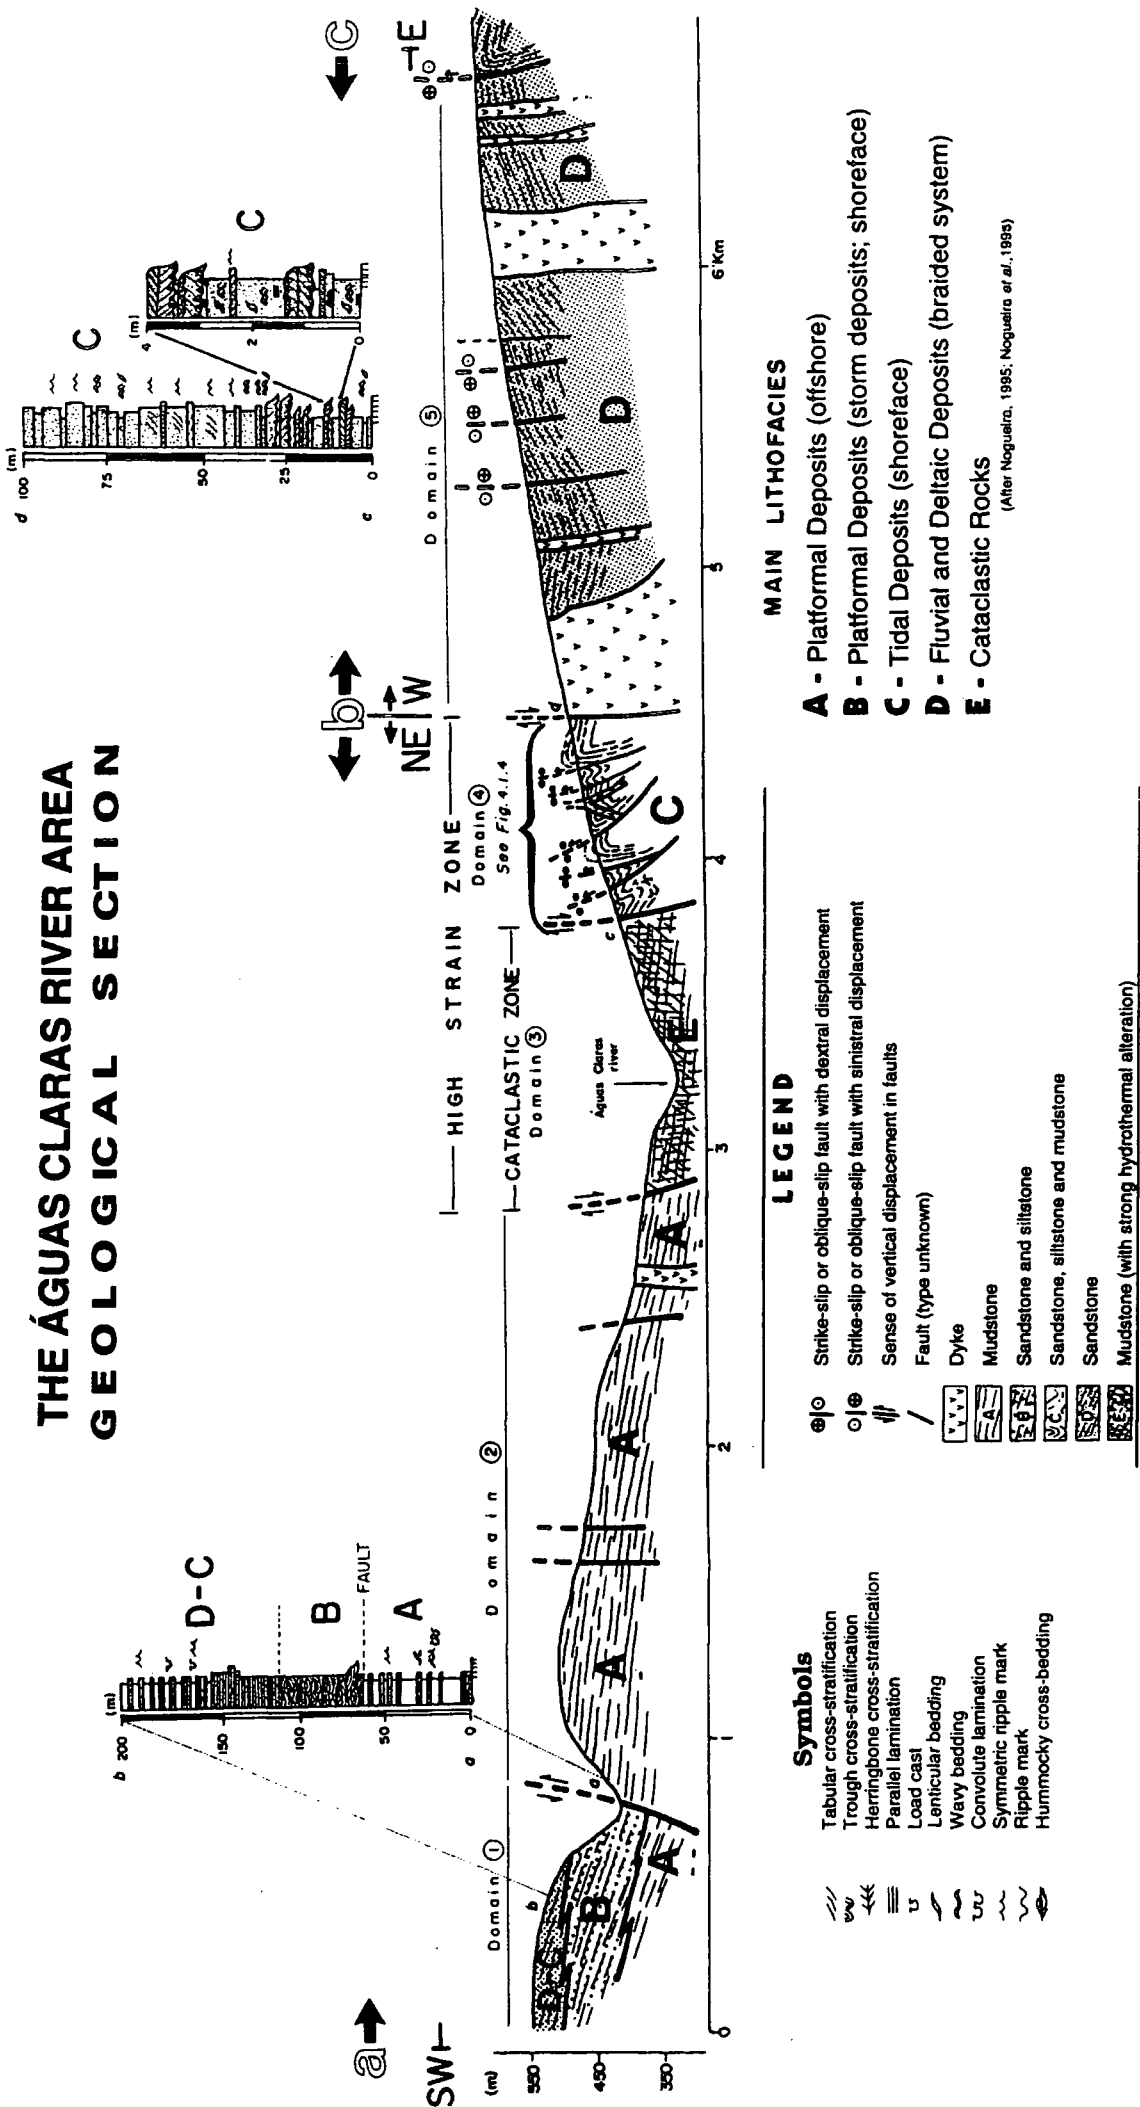 THE ÁGUAS CLARAS RIVER AREA
GEOLOGICAL SECTION
a
b
c
SW
NE
W
E
Domain 1
Domain 2
HIGH STRAIN ZONE
CATACLASTIC ZONE
Domain 3
Domain 4
See Fig. 4.1.4
Domain 5
b
(m)
200
150
100
50
0
a
D-C
B
FAULT
A
d
(m)
100
75
50
25
0
c
C
(m)
4
2
0
C
Águas Claras
river
b
a
c
d
(m)
550
450
350
D-C
B
A
A
A
A
E
C
D
D
0
1
2
3
4
5
6 Km
Symbols
Tabular cross-stratification
Trough cross-stratification
Herringbone cross-stratification
Parallel lamination
Load cast
Lenticular bedding
Wavy bedding
Convolute lamination
Symmetric ripple mark
Ripple mark
Hummocky cross-bedding
LEGEND
Strike-slip or oblique-slip fault with dextral displacement
Strike-slip or oblique-slip fault with sinistral displacement
Sense of vertical displacement in faults
Fault (type unknown)
Dyke
A Mudstone
B Sandstone and siltstone
C Sandstone, siltstone and mudstone
D Sandstone
E Mudstone (with strong hydrothermal alteration)
MAIN LITHOFACIES
A - Platformal Deposits (offshore)
B - Platformal Deposits (storm deposits; shoreface)
C - Tidal Deposits (shoreface)
D - Fluvial and Deltaic Deposits (braided system)
E - Cataclastic Rocks
(After Nogueira, 1995; Nogueira et al., 1995)